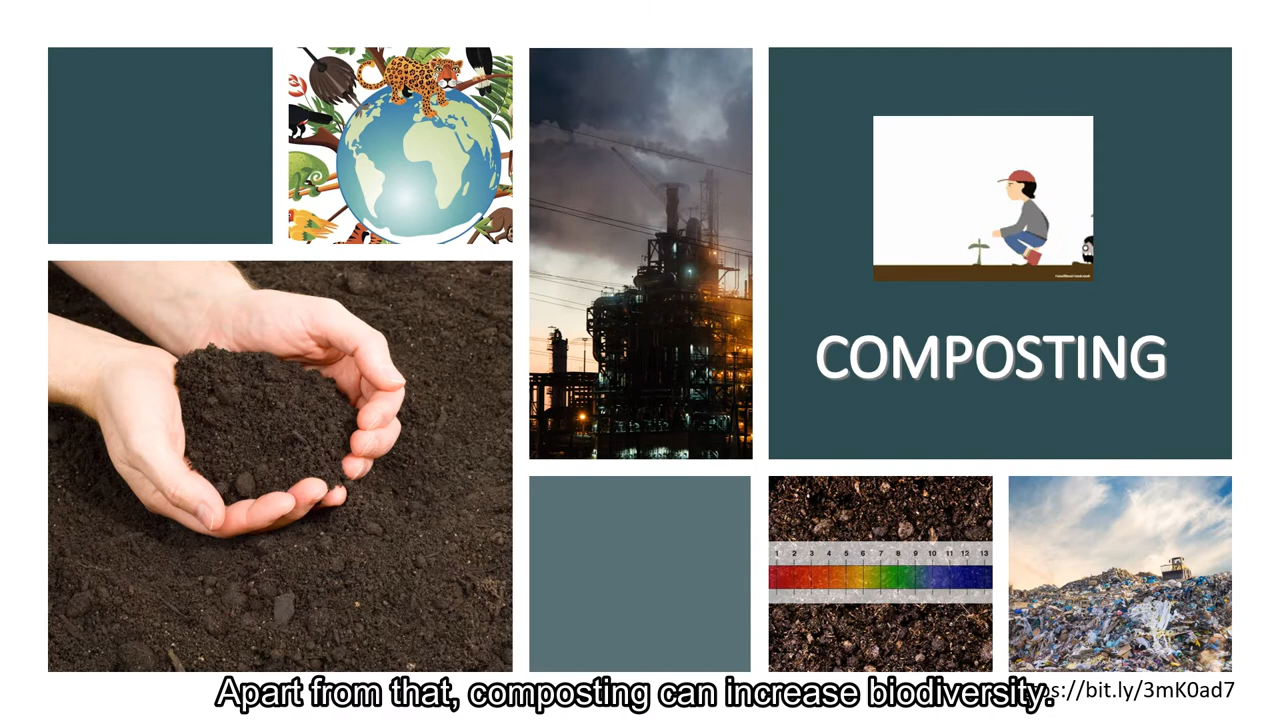 COMPOSTING
1 2 3 4 5 6 7 8 9 10 11 12 13
Apart from that, composting can increase biodiversity.
ps://bit.ly/3mK0ad7